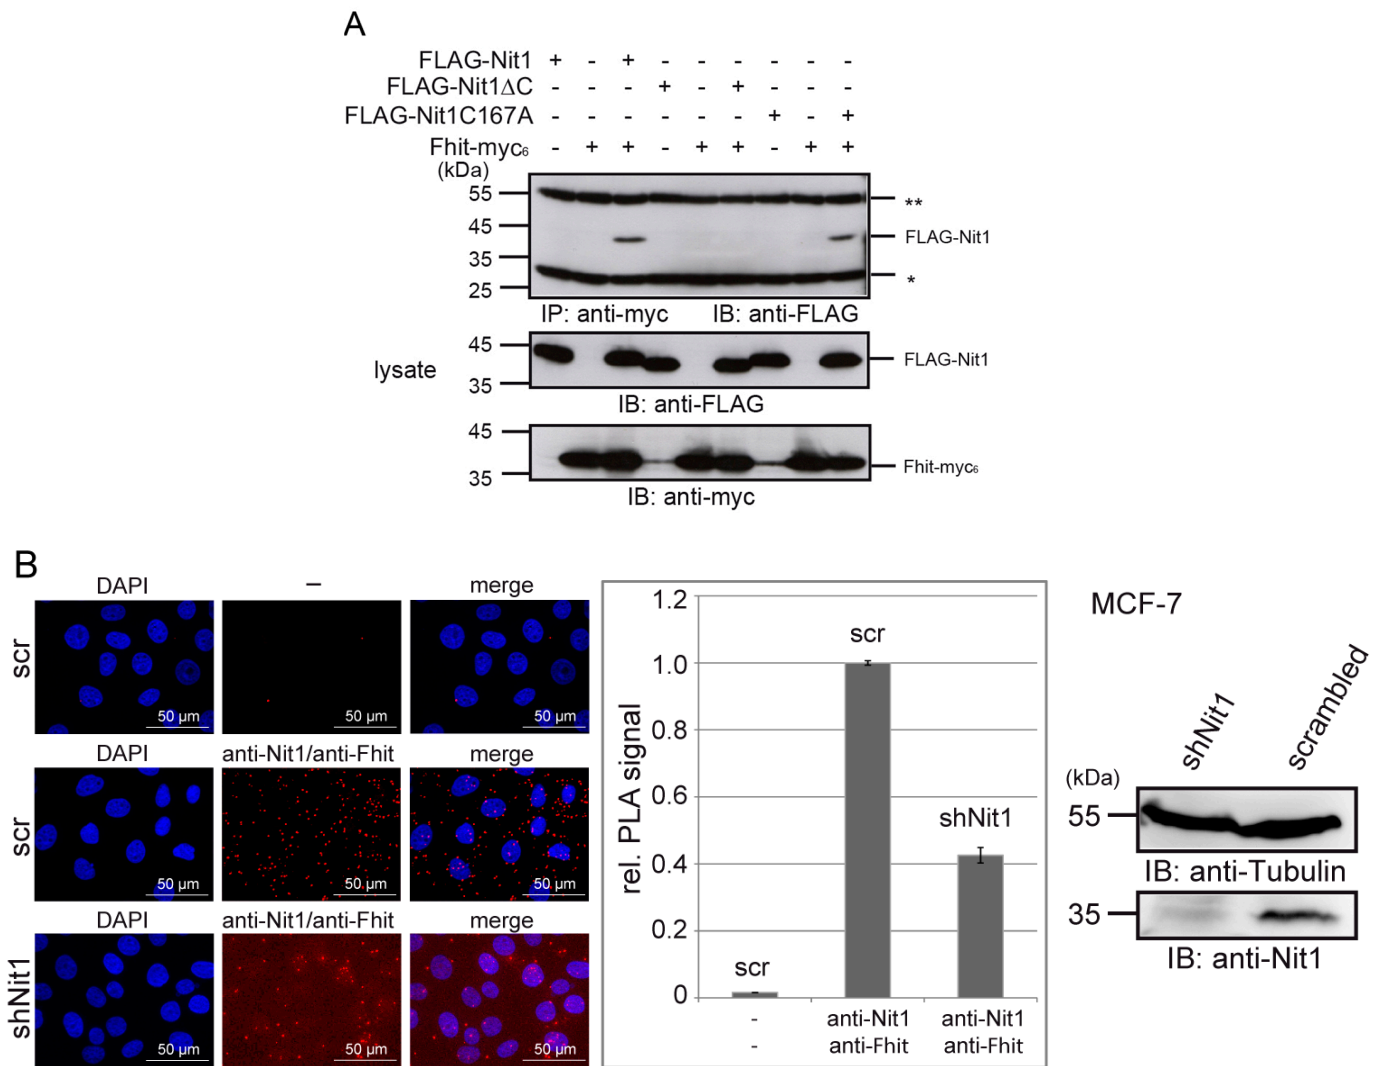 A
FLAG-Nit1 + - + - - - - - -
FLAG-Nit1ΔC - - - + - + - - -
FLAG-Nit1C167A - - - - - - + - +
Fhit-myc₆ - + + - + + - + +
(kDa)
55
45
35
25
**
FLAG-Nit1
*
IP: anti-myc IB: anti-FLAG
lysate
45
35
FLAG-Nit1
IB: anti-FLAG
45
35
Fhit-myc₆
IB: anti-myc
B
DAPI – merge
scr
50 µm 50 µm 50 µm
DAPI anti-Nit1/anti-Fhit merge
scr
50 µm 50 µm 50 µm
DAPI anti-Nit1/anti-Fhit merge
shNit1
50 µm 50 µm 50 µm
rel. PLA signal
1.2
1.0
0.8
0.6
0.4
0.2
0
scr
scr
shNit1
- anti-Nit1 anti-Nit1
- anti-Fhit anti-Fhit
MCF-7
shNit1 scrambled
(kDa)
55
IB: anti-Tubulin
35
IB: anti-Nit1